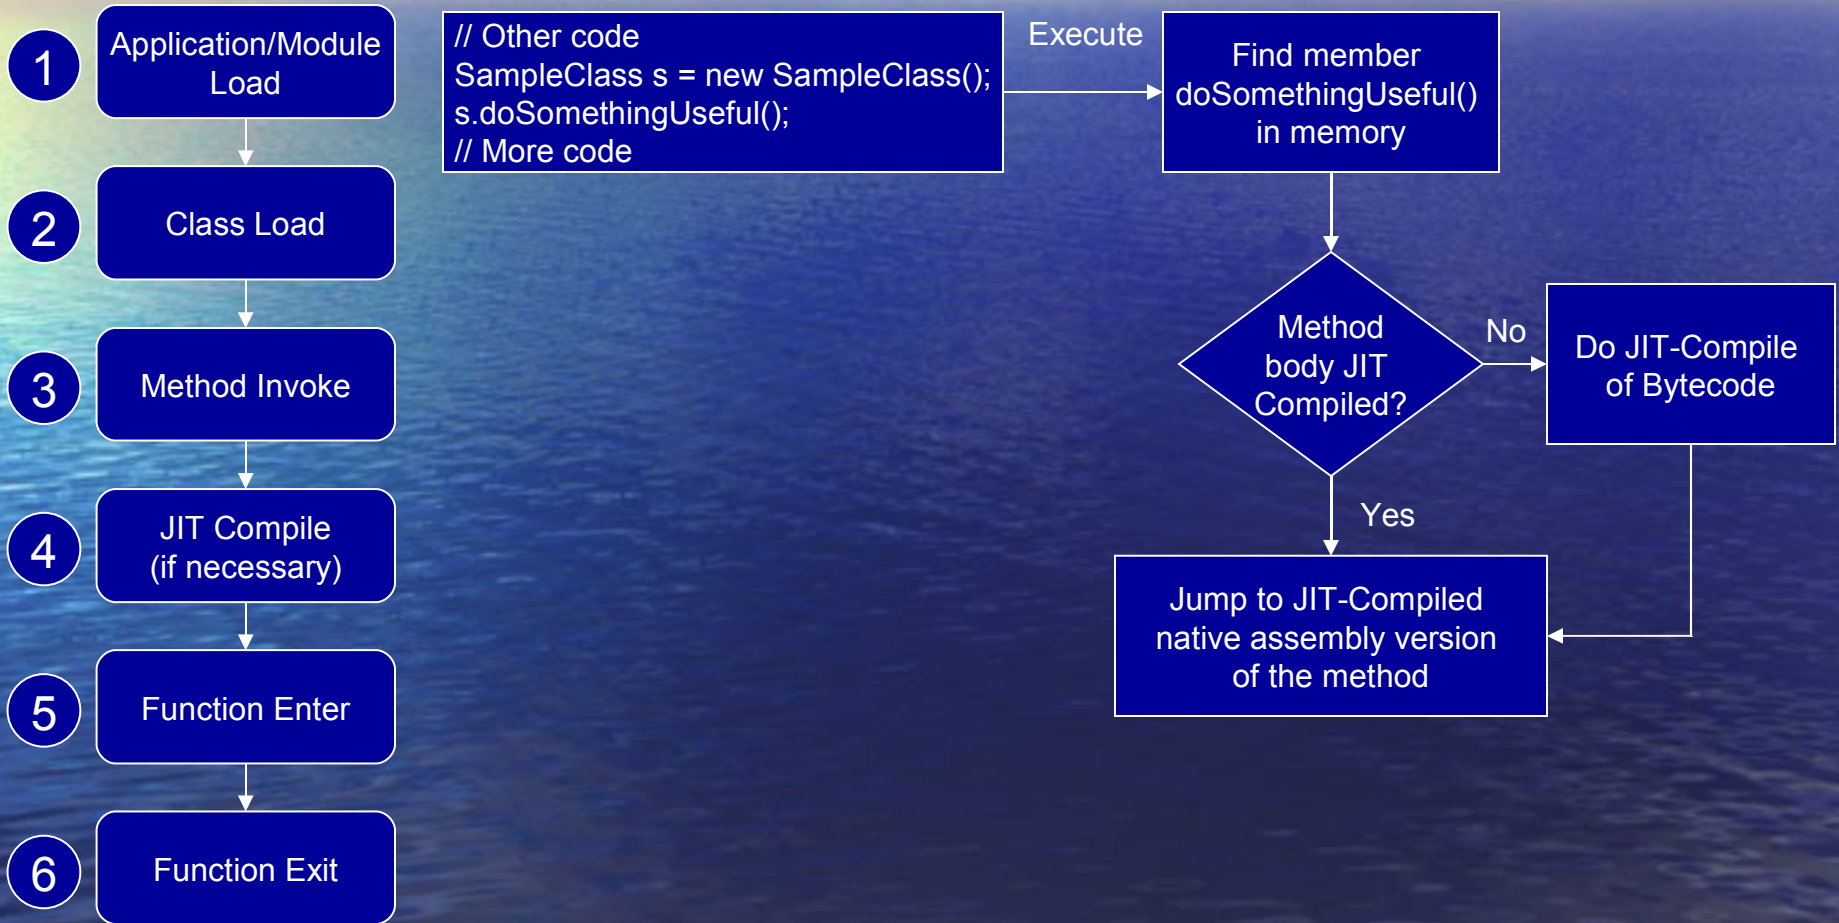 1
Application/Module
Load
2
Class Load
3
Method Invoke
4
JIT Compile
(if necessary)
5
Function Enter
6
Function Exit
// Other code
SampleClass s = new SampleClass();
s.doSomethingUseful();
// More code
Execute
Find member
doSomethingUseful()
in memory
Method
body JIT
Compiled?
No
Do JIT-Compile
of Bytecode
Yes
Jump to JIT-Compiled
native assembly version
of the method